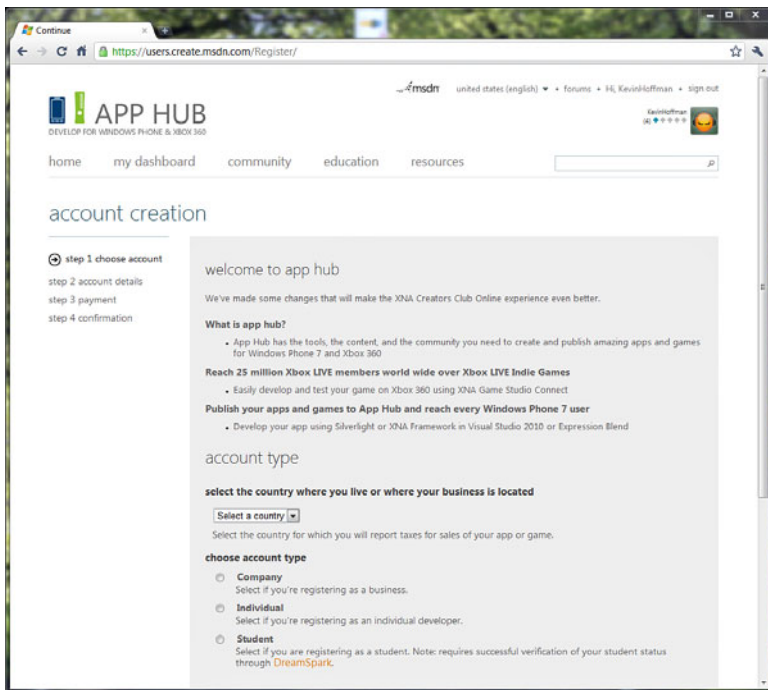 Continue
https://users.create.msdn.com/Register/
msdn united states (english) • forums • Hi, KevinHoffman • sign out
APP HUB
DEVELOP FOR WINDOWS PHONE & XBOX 360
KevinHoffman
(4)
home my dashboard community education resources
account creation
step 1 choose account
step 2 account details
step 3 payment
step 4 confirmation
welcome to app hub
We've made some changes that will make the XNA Creators Club Online experience even better.
What is app hub?
• App Hub has the tools, the content, and the community you need to create and publish amazing apps and games
for Windows Phone 7 and Xbox 360
Reach 25 million Xbox LIVE members world wide over Xbox LIVE Indie Games
• Easily develop and test your game on Xbox 360 using XNA Game Studio Connect
Publish your apps and games to App Hub and reach every Windows Phone 7 user
• Develop your app using Silverlight or XNA Framework in Visual Studio 2010 or Expression Blend
account type
select the country where you live or where your business is located
Select a country
Select the country for which you will report taxes for sales of your app or game.
choose account type
Company
Select if you're registering as a business.
Individual
Select if you're registering as an individual developer.
Student
Select if you are registering as a student. Note: requires successful verification of your student status
through DreamSpark.